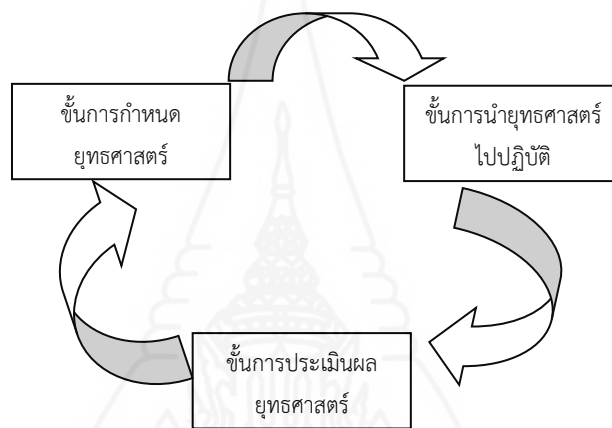 ขั้นการกำหนด
ยุทธศาสตร์
ขั้นการนำยุทธศาสตร์
ไปปฏิบัติ
ขั้นการประเมินผล
ยุทธศาสตร์